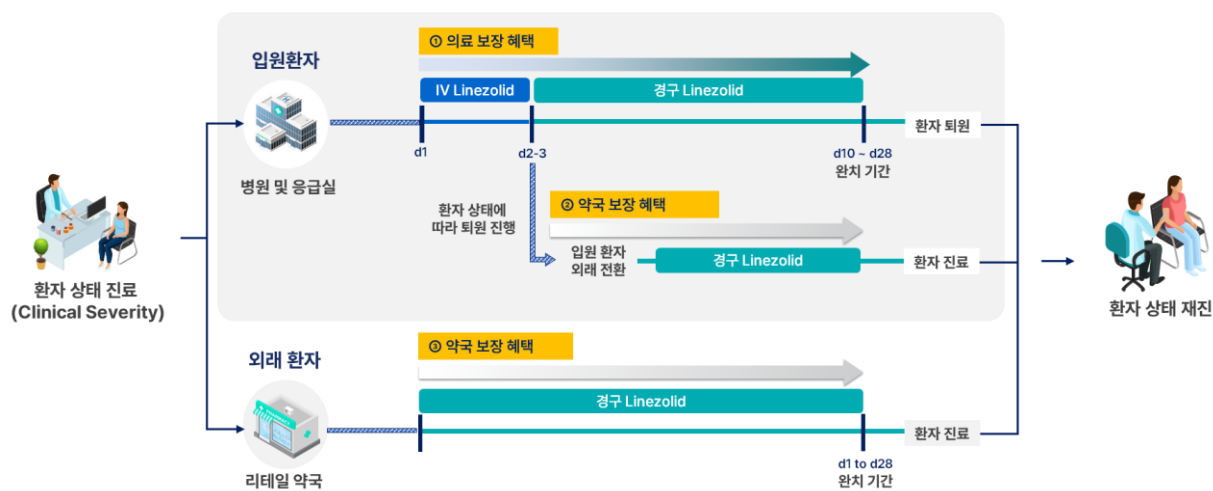 환자 상태 진료
(Clinical Severity)
입원환자
병원 및 응급실
① 의료 보장 혜택
IV Linezolid
경구 Linezolid
d1
d2-3
d10 ~ d28
완치 기간
환자 퇴원
환자 상태에
따라 퇴원 진행
② 약국 보장 혜택
입원 환자
외래 전환
경구 Linezolid
환자 진료
외래 환자
리테일 약국
PHARMACY
③ 약국 보장 혜택
경구 Linezolid
d1 to d28
완치 기간
환자 진료
환자 상태 재진